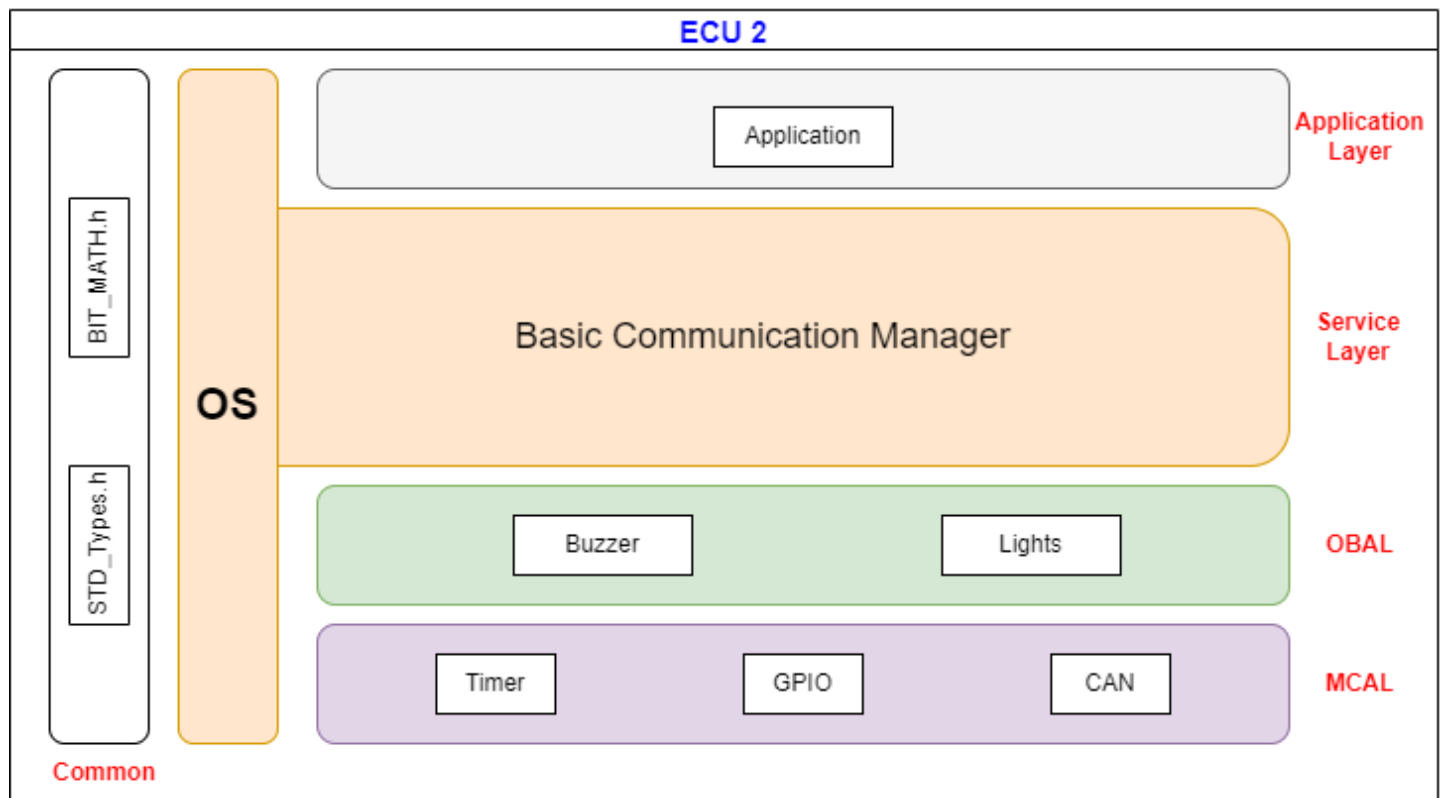 ECU 2
Application
Application
Layer
BIT_MATH.h
OS
Basic Communication Manager
Service
Layer
STD_Types.h
Buzzer
Lights
OBAL
Timer
GPIO
CAN
MCAL
Common